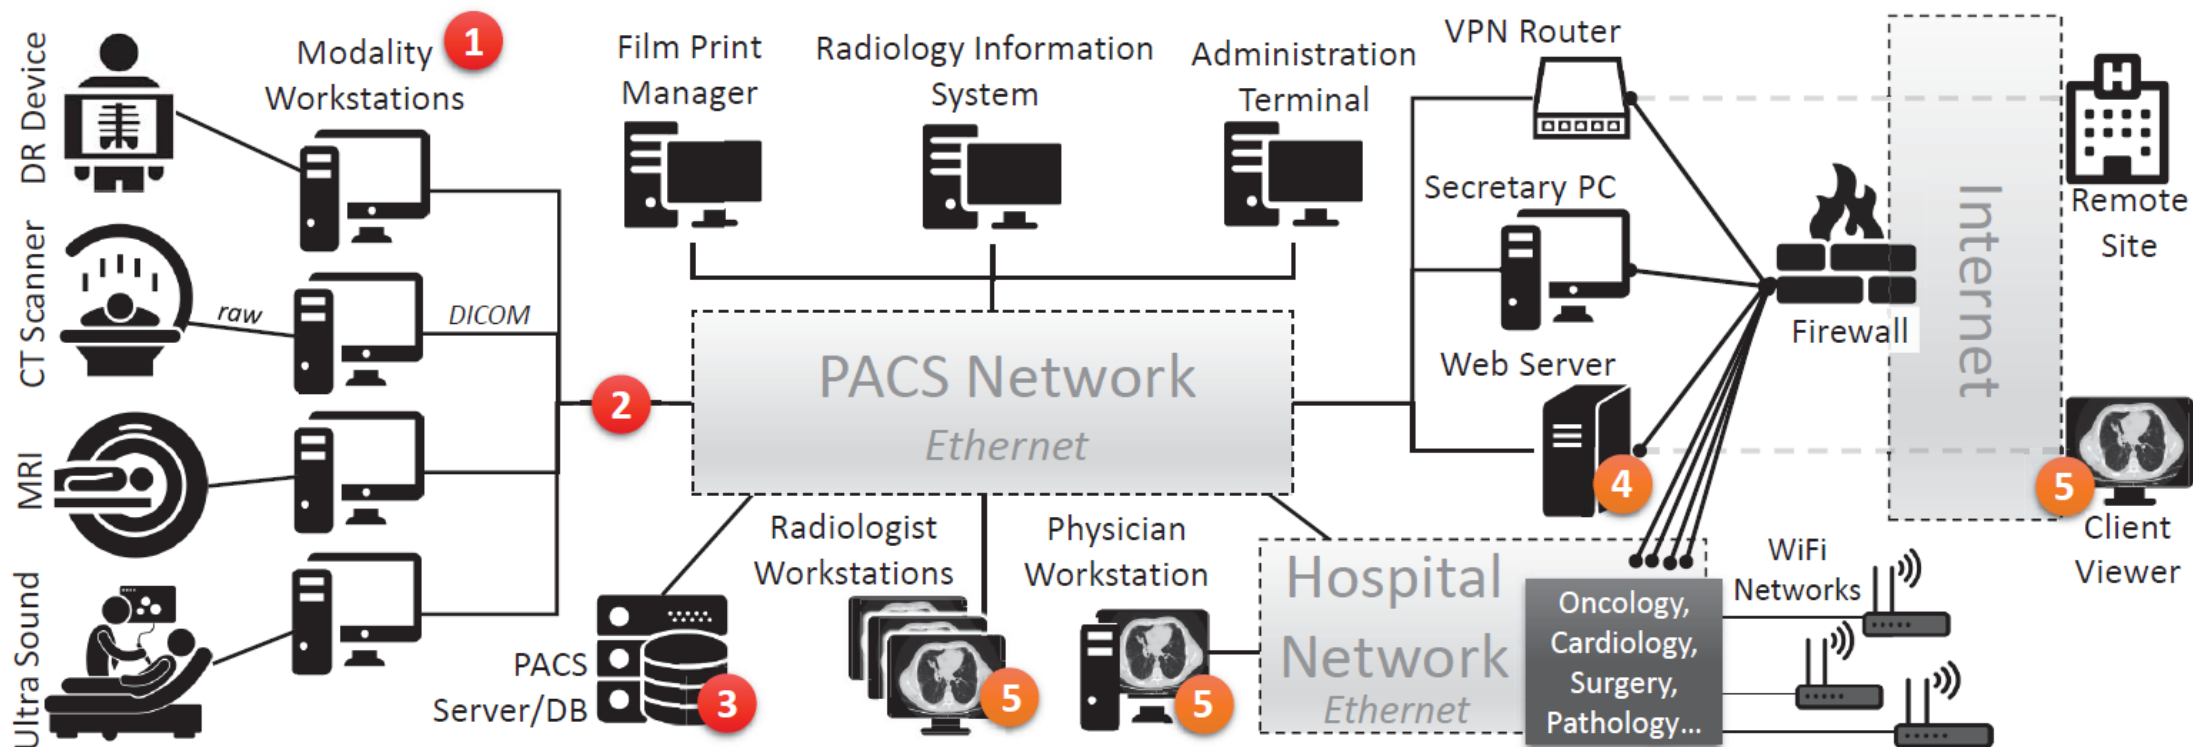 DR Device
CT Scanner
MRI
Ultra Sound
Modality
Workstations
1
raw
DICOM
2
Film Print
Manager
Radiology Information
System
Administration
Terminal
PACS Network
Ethernet
PACS
Server/DB
3
Radiologist
Workstations
5
Physician
Workstation
5
Hospital
Network
Ethernet
Oncology,
Cardiology,
Surgery,
Pathology...
WiFi
Networks
VPN Router
Secretary PC
Web Server
4
Firewall
Internet
H
Remote
Site
5
Client
Viewer